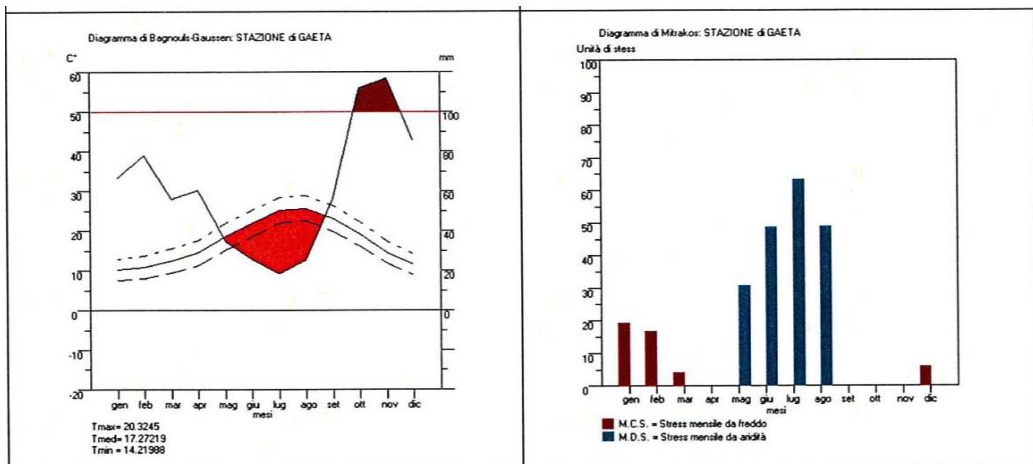 Diagramma di Bagnouls-Gaussen: STAZIONE di GAETA
C°
mm
60
50
40
30
20
10
0
-10
-20
100
80
60
40
20
0
gen feb mar apr mag giu lug ago set ott nov dic
mesi
Tmax= 20.3245
Tmed= 17.27219
Tmin = 14.21988
Diagramma di Mitrakos: STAZIONE di GAETA
Unità di stess
100
90
80
70
60
50
40
30
20
10
0
gen feb mar apr mag giu lug ago set ott nov dic
mesi
M.C.S. = Stress mensile da freddo
M.D.S. = Stress mensile da aridità